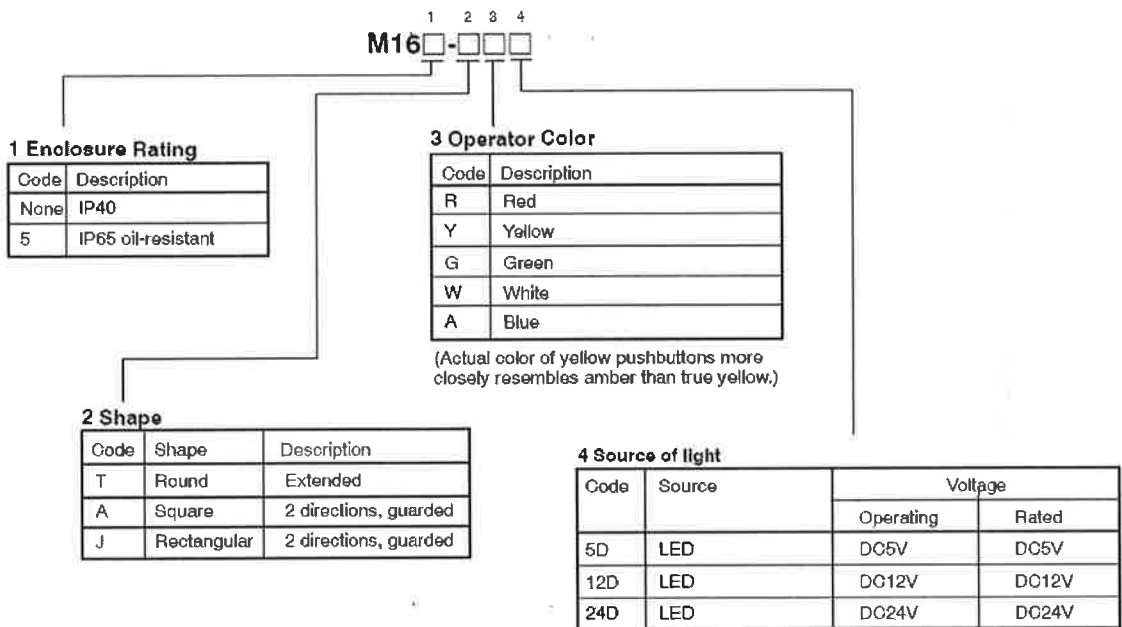 1 2 3 4
M16□-□□□
1 Enclosure Rating
Code Description
None IP40
5 IP65 oil-resistant
3 Operator Color
Code Description
R Red
Y Yellow
G Green
W White
A Blue
(Actual color of yellow pushbuttons more
closely resembles amber than true yellow.)
2 Shape
Code Shape Description
T Round Extended
A Square 2 directions, guarded
J Rectangular 2 directions, guarded
4 Source of light
Code Source Voltage
Operating Rated
5D LED DC5V DC5V
12D LED DC12V DC12V
24D LED DC24V DC24V